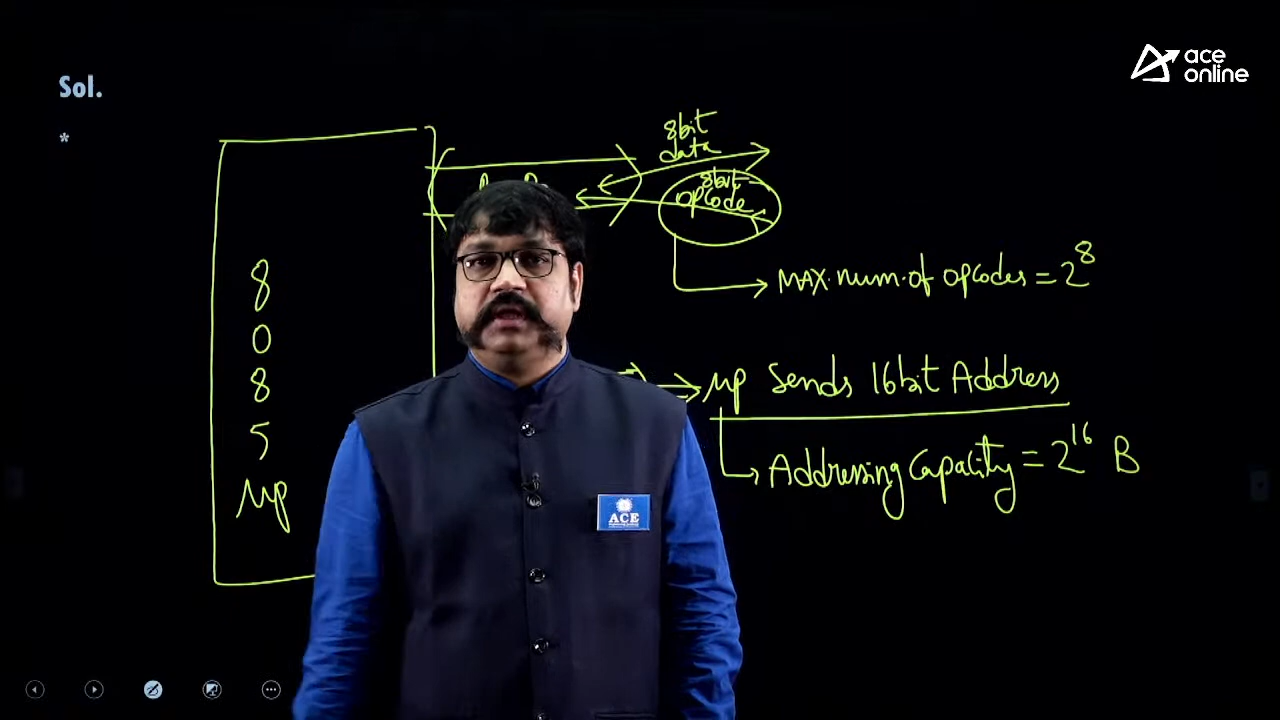 ace
online
Sol.
*
8bit
data
8bit
opcode
MAX. num. of opcodes = 2^8
8
0
8
5
μp
μp Sends 16bit Address
Addressing Capacity = 2^16 B
ACE